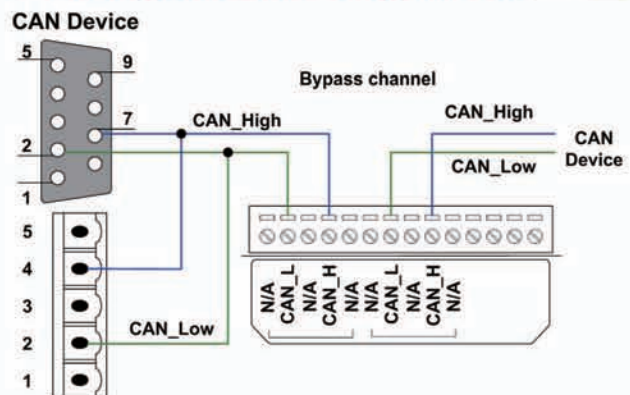 CAN Device
5
9
7
2
1
Bypass channel
CAN_High
CAN_High
CAN_Low
CAN
Device
5
4
3
2
1
CAN_Low
N/A
CAN_L
N/A
CAN_H
N/A
N/A
CAN_L
N/A
CAN_H
N/A